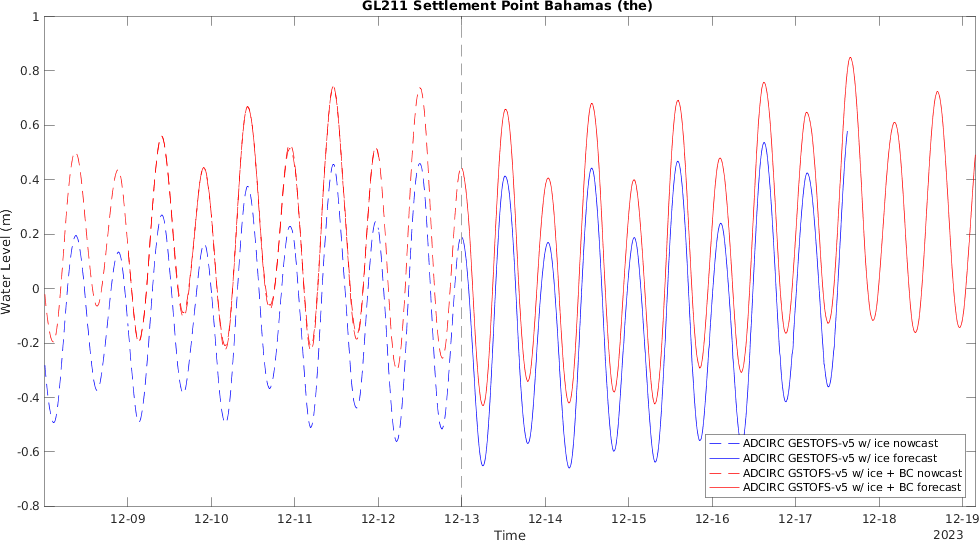 GL211 Settlement Point Bahamas (the)
1
0.8
0.6
0.4
0.2
0
-0.2
-0.4
-0.6
-0.8
Water Level (m)
ADCIRC GESTOFS-v5 w/ ice nowcast
ADCIRC GESTOFS-v5 w/ ice forecast
ADCIRC GSTOFS-v5 w/ ice + BC nowcast
ADCIRC GSTOFS-v5 w/ ice + BC forecast
12-09 12-10 12-11 12-12 12-13 12-14 12-15 12-16 12-17 12-18 12-19
Time
2023